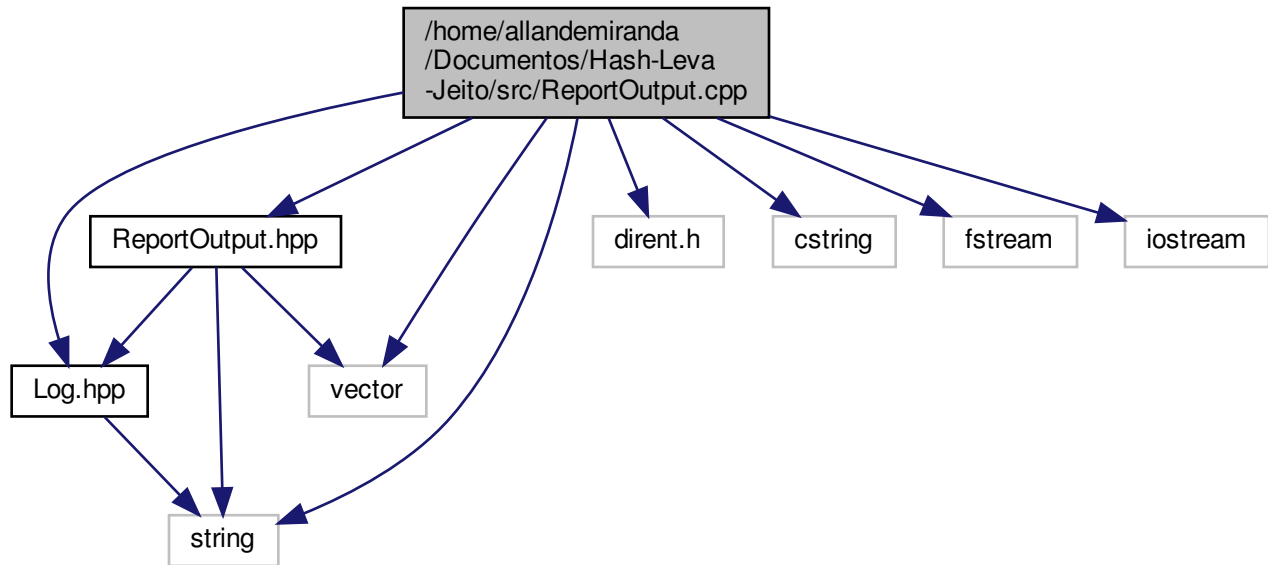 /home/allandemiranda
/Documentos/Hash-Leva
-Jeito/src/ReportOutput.cpp
ReportOutput.hpp
dirent.h
cstring
fstream
iostream
Log.hpp
vector
string